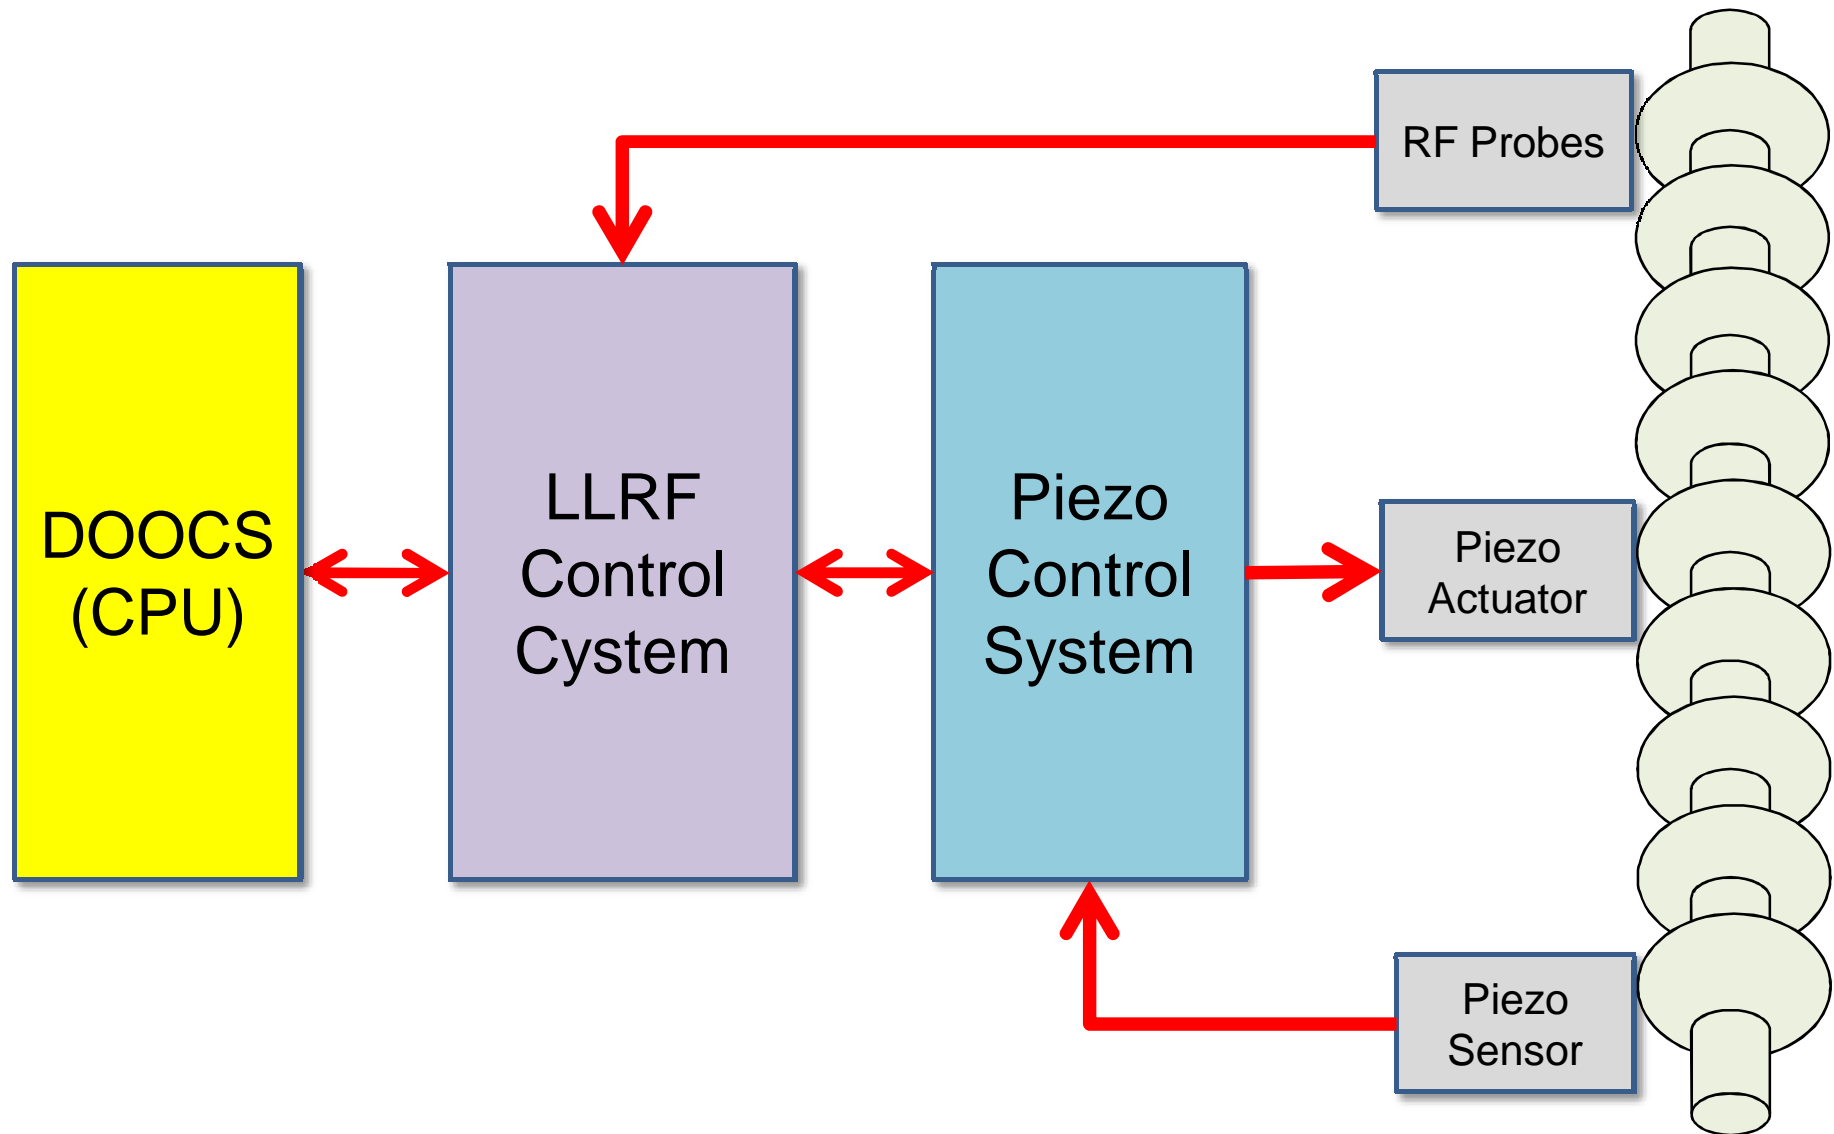 RF Probes
DOOCS
(CPU)
LLRF
Control
Cystem
Piezo
Control
System
Piezo
Actuator
Piezo
Sensor